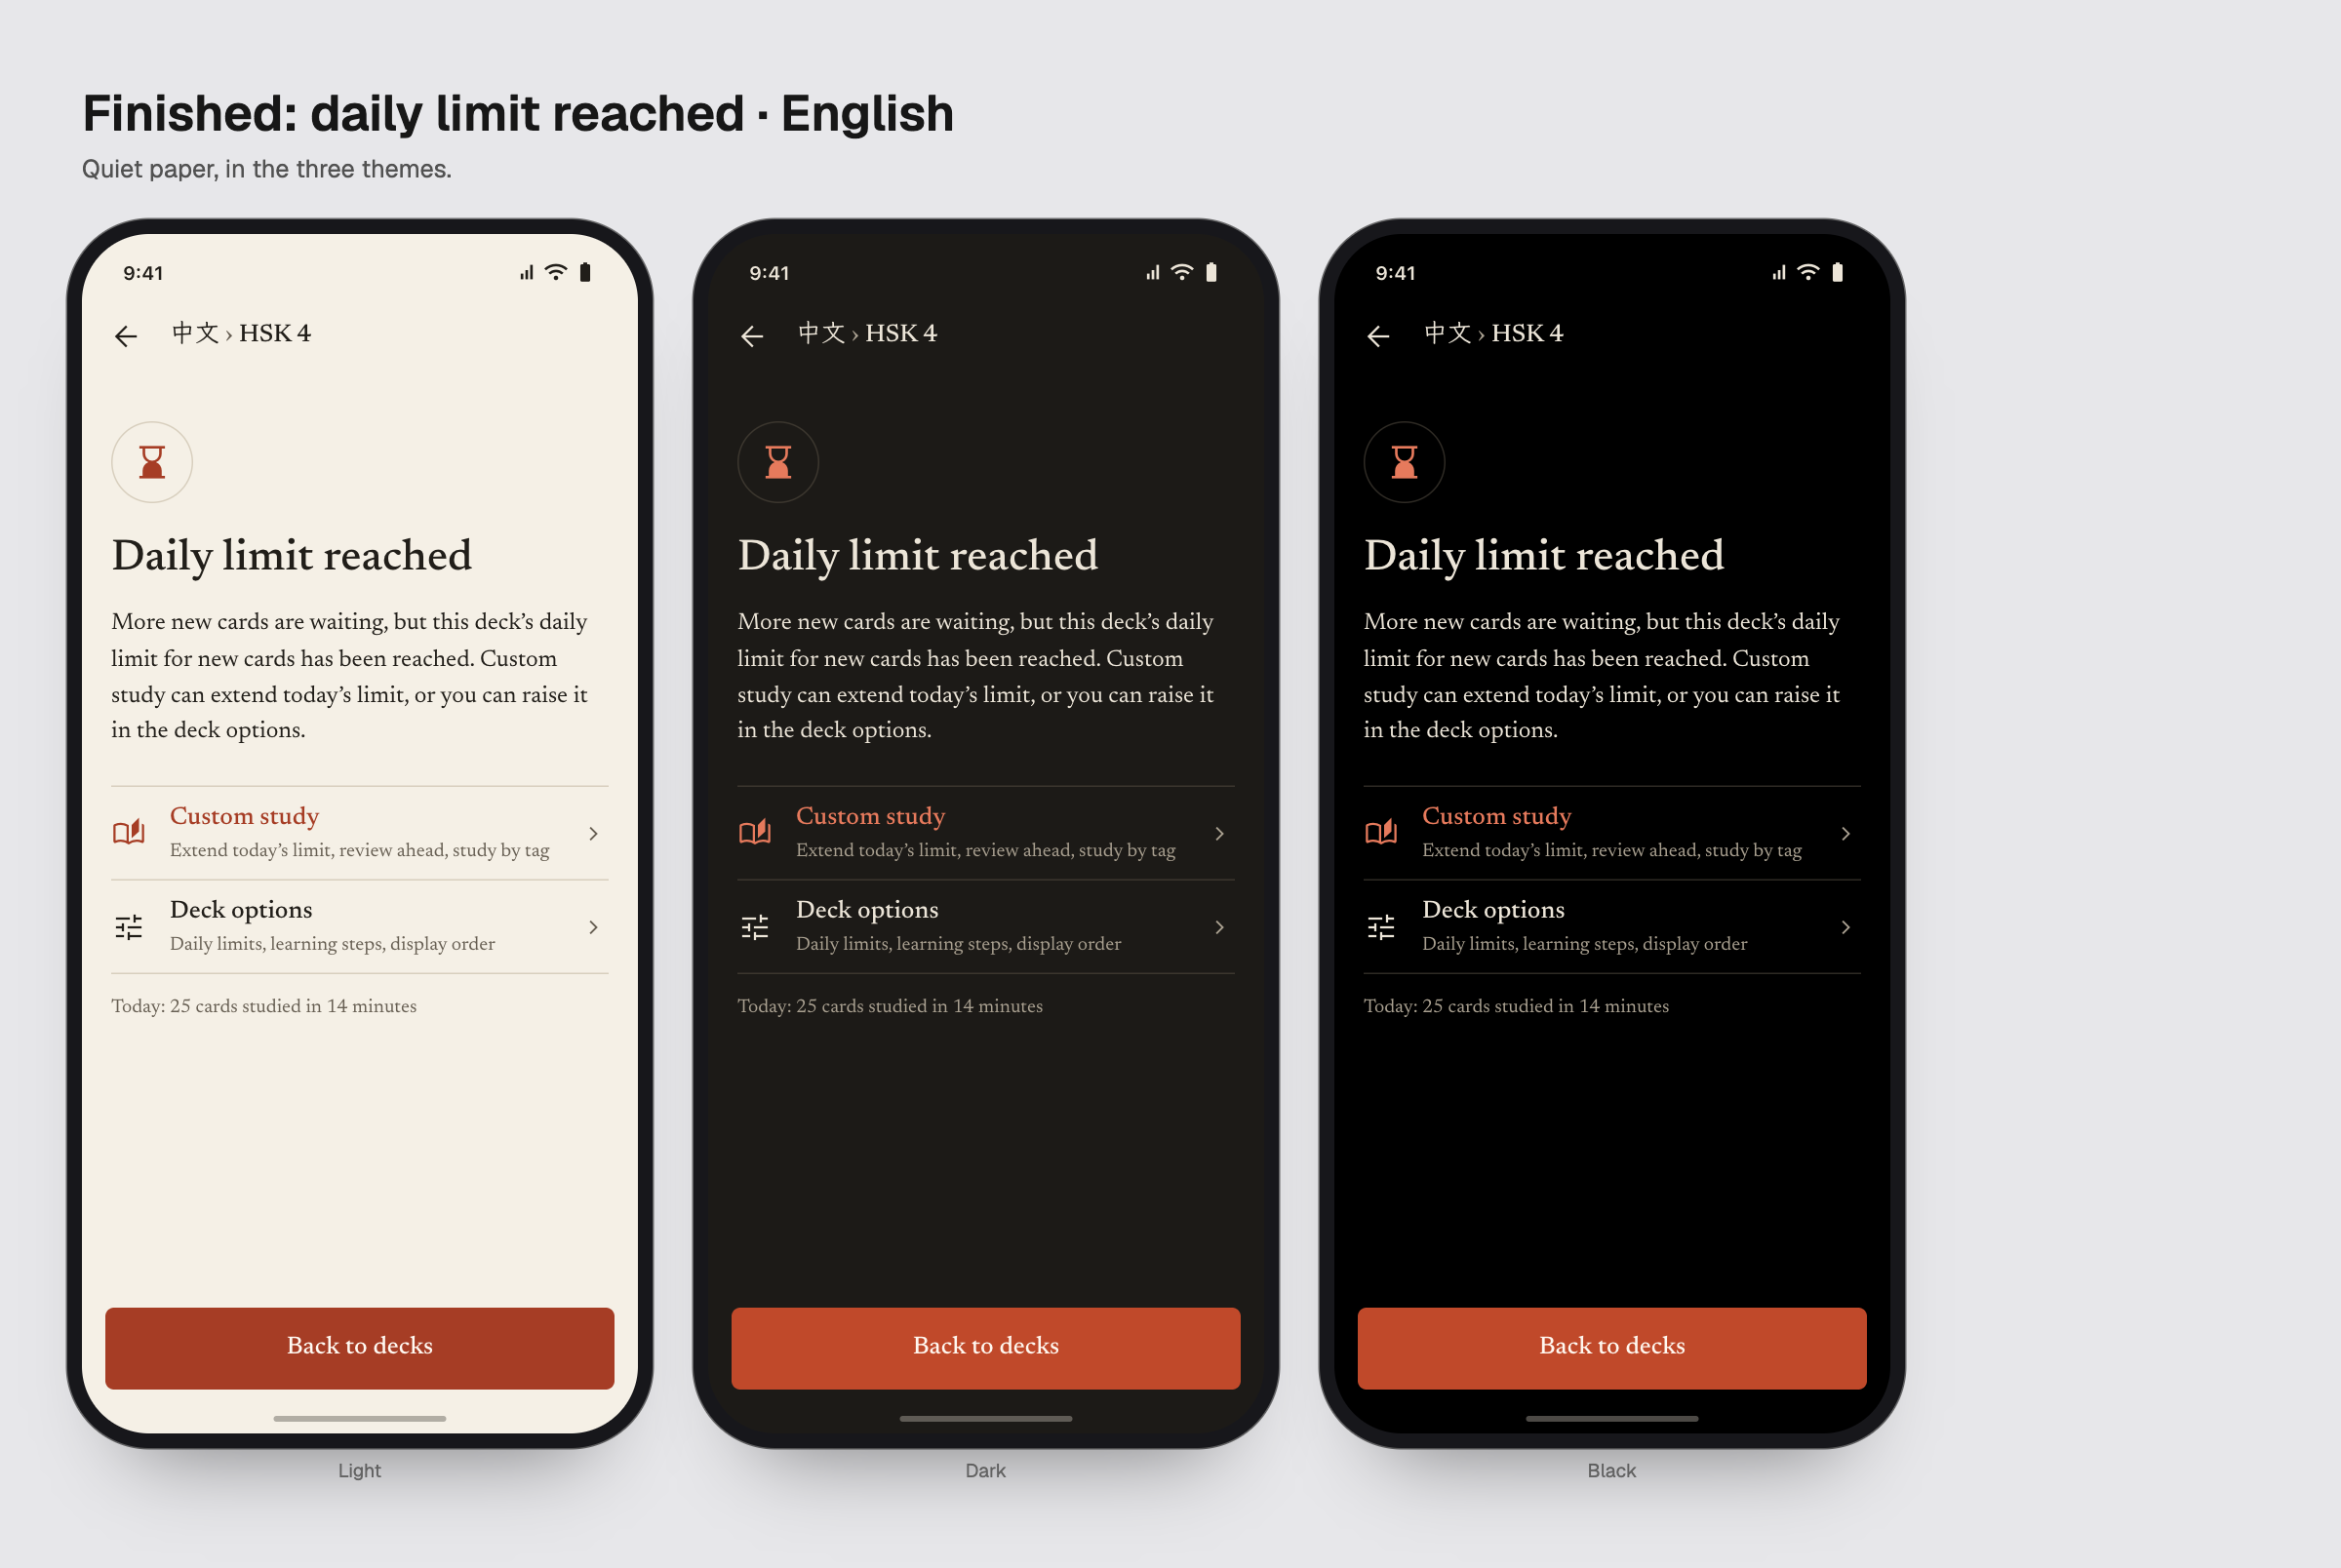 Finished: daily limit reached · English
Quiet paper, in the three themes.
9:41
中文 › HSK 4
Daily limit reached
More new cards are waiting, but this deck’s daily
limit for new cards has been reached. Custom
study can extend today’s limit, or you can raise it
in the deck options.
Custom study
Extend today’s limit, review ahead, study by tag
Deck options
Daily limits, learning steps, display order
Today: 25 cards studied in 14 minutes
Back to decks
Light
9:41
中文 › HSK 4
Daily limit reached
More new cards are waiting, but this deck’s daily
limit for new cards has been reached. Custom
study can extend today’s limit, or you can raise it
in the deck options.
Custom study
Extend today’s limit, review ahead, study by tag
Deck options
Daily limits, learning steps, display order
Today: 25 cards studied in 14 minutes
Back to decks
Dark
9:41
中文 › HSK 4
Daily limit reached
More new cards are waiting, but this deck’s daily
limit for new cards has been reached. Custom
study can extend today’s limit, or you can raise it
in the deck options.
Custom study
Extend today’s limit, review ahead, study by tag
Deck options
Daily limits, learning steps, display order
Today: 25 cards studied in 14 minutes
Back to decks
Black